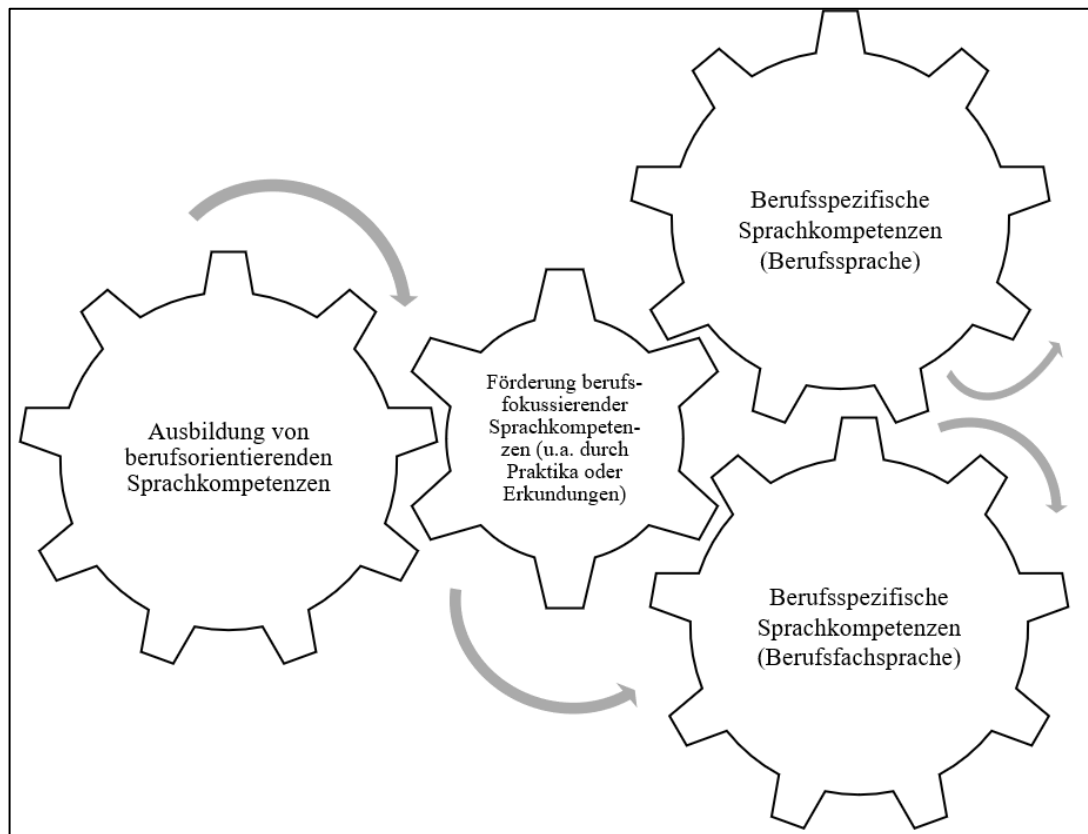 Ausbildung von
berufsorientierenden
Sprachkompetenzen
Förderung berufs-
fokussierender
Sprachkompeten-
zen (u.a. durch
Praktika oder
Erkundungen)
Berufsspezifische
Sprachkompetenzen
(Berufssprache)
Berufsspezifische
Sprachkompetenzen
(Berufsfachsprache)